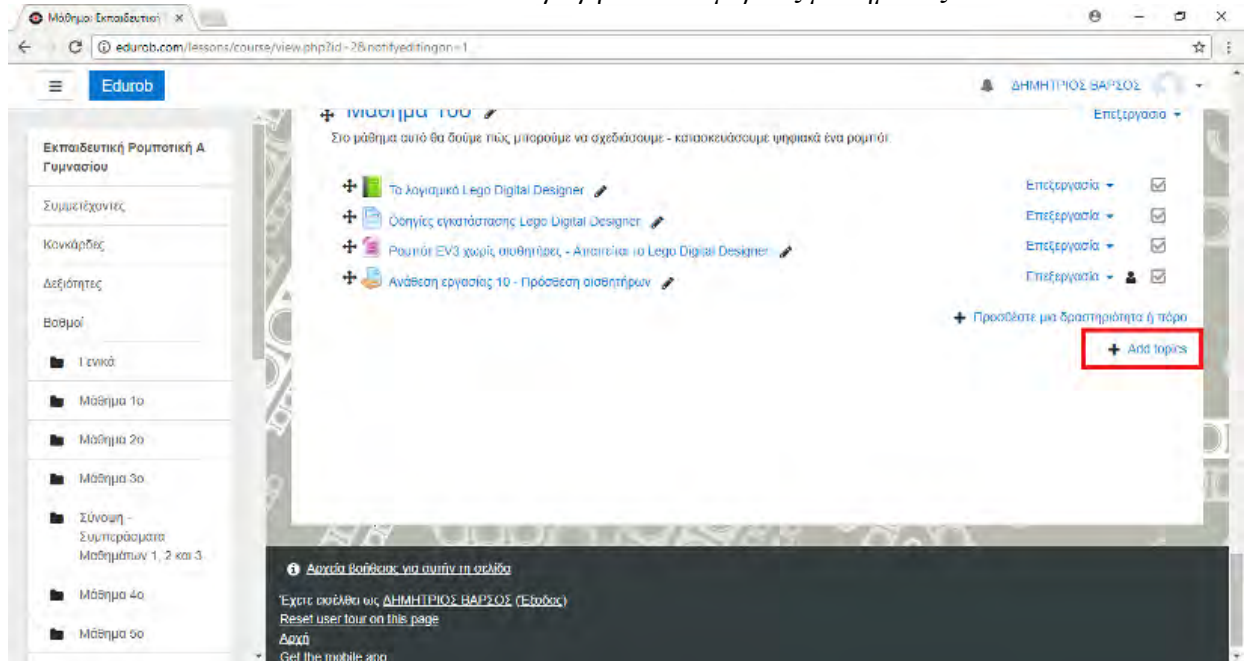 Μάθημα: Εκπαιδευτική
edurob.com/lessons/course/view.php?id=2&notifyeditingon=1
Edurob
ΔΗΜΗΤΡΙΟΣ ΒΑΡΣΟΣ
Εκπαιδευτική Ρομποτική Α
Γυμνασίου
Συμμετέχοντες
Κονκάρδες
Δεξιότητες
Βαθμοί
Γενικά
Μάθημα 1ο
Μάθημα 2ο
Μάθημα 3ο
Σύνοψη -
Συμπεράσματα
Μαθημάτων 1, 2 και 3
Μάθημα 4ο
Μάθημα 5ο
Μάθημα 10ο
Επεξεργασία
Στο μάθημα αυτό θα δούμε πώς μπορούμε να σχεδιάσουμε - κατασκευάσουμε ψηφιακά ένα ρομπότ.
Το λογισμικό Lego Digital Designer
Επεξεργασία
Οδηγίες εγκατάστασης Lego Digital Designer
Επεξεργασία
Ρομπότ EV3 χωρίς αισθητήρες - Απαιτείται το Lego Digital Designer
Επεξεργασία
Ανάθεση εργασίας 10 - Πρόσθεση αισθητήρων
Επεξεργασία
Προσθέστε μια δραστηριότητα ή πόρο
Add topics
Αρχεία βοήθειας για αυτήν τη σελίδα
Έχετε εισέλθει ως ΔΗΜΗΤΡΙΟΣ ΒΑΡΣΟΣ (Έξοδος)
Reset user tour on this page
Αρχή
Get the mobile app